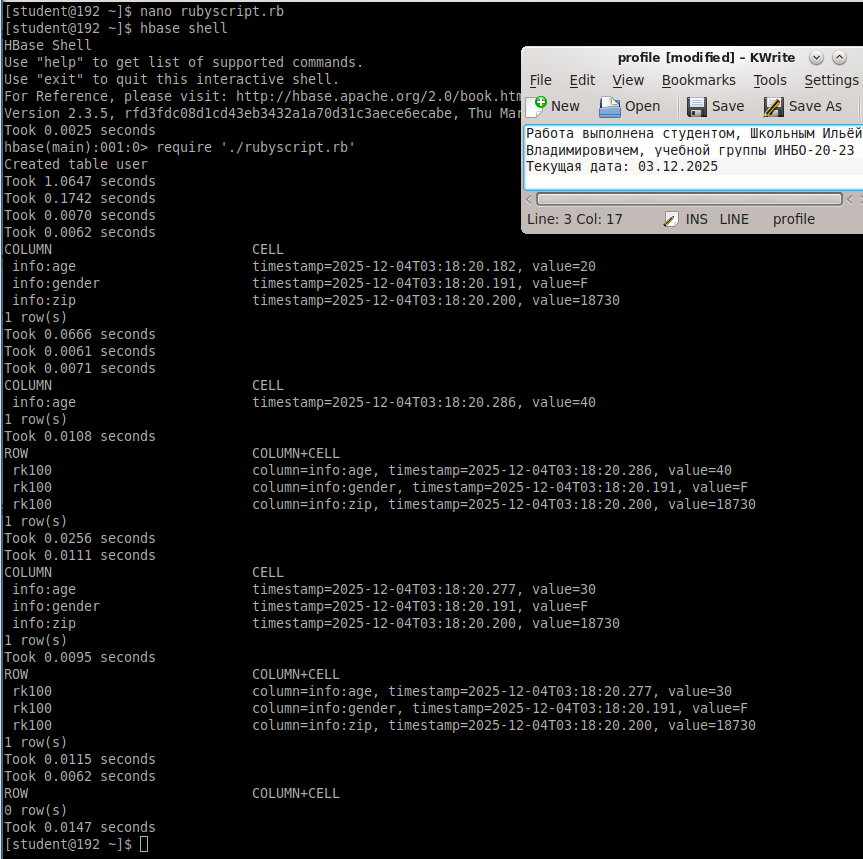 [student@192 ~]$ nano rubyscript.rb
[student@192 ~]$ hbase shell
HBase Shell
Use "help" to get list of supported commands.
Use "exit" to quit this interactive shell.
For Reference, please visit: http://hbase.apache.org/2.0/book.htm
Version 2.3.5, rfd3fdc08d1cd43eb3432a1a70d31c3aece6ecabe, Thu Mar
Took 0.0025 seconds
hbase(main):001:0> require './rubyscript.rb'
Created table user
Took 1.0647 seconds
Took 0.1742 seconds
Took 0.0070 seconds
Took 0.0062 seconds
COLUMN CELL
info:age timestamp=2025-12-04T03:18:20.182, value=20
info:gender timestamp=2025-12-04T03:18:20.191, value=F
info:zip timestamp=2025-12-04T03:18:20.200, value=18730
1 row(s)
Took 0.0666 seconds
Took 0.0061 seconds
Took 0.0071 seconds
COLUMN CELL
info:age timestamp=2025-12-04T03:18:20.286, value=40
1 row(s)
Took 0.0108 seconds
ROW COLUMN+CELL
rk100 column=info:age, timestamp=2025-12-04T03:18:20.286, value=40
rk100 column=info:gender, timestamp=2025-12-04T03:18:20.191, value=F
rk100 column=info:zip, timestamp=2025-12-04T03:18:20.200, value=18730
1 row(s)
Took 0.0256 seconds
Took 0.0111 seconds
COLUMN CELL
info:age timestamp=2025-12-04T03:18:20.277, value=30
info:gender timestamp=2025-12-04T03:18:20.191, value=F
info:zip timestamp=2025-12-04T03:18:20.200, value=18730
1 row(s)
Took 0.0095 seconds
ROW COLUMN+CELL
rk100 column=info:age, timestamp=2025-12-04T03:18:20.277, value=30
rk100 column=info:gender, timestamp=2025-12-04T03:18:20.191, value=F
rk100 column=info:zip, timestamp=2025-12-04T03:18:20.200, value=18730
1 row(s)
Took 0.0115 seconds
Took 0.0062 seconds
ROW COLUMN+CELL
0 row(s)
Took 0.0147 seconds
[student@192 ~]$
profile [modified] – KWrite
File Edit View Bookmarks Tools Settings
New Open Save Save As
Работа выполнена студентом, Школьным Ильёй
Владимировичем, учебной группы ИНБО-20-23
Текущая дата: 03.12.2025
Line: 3 Col: 17 INS LINE profile